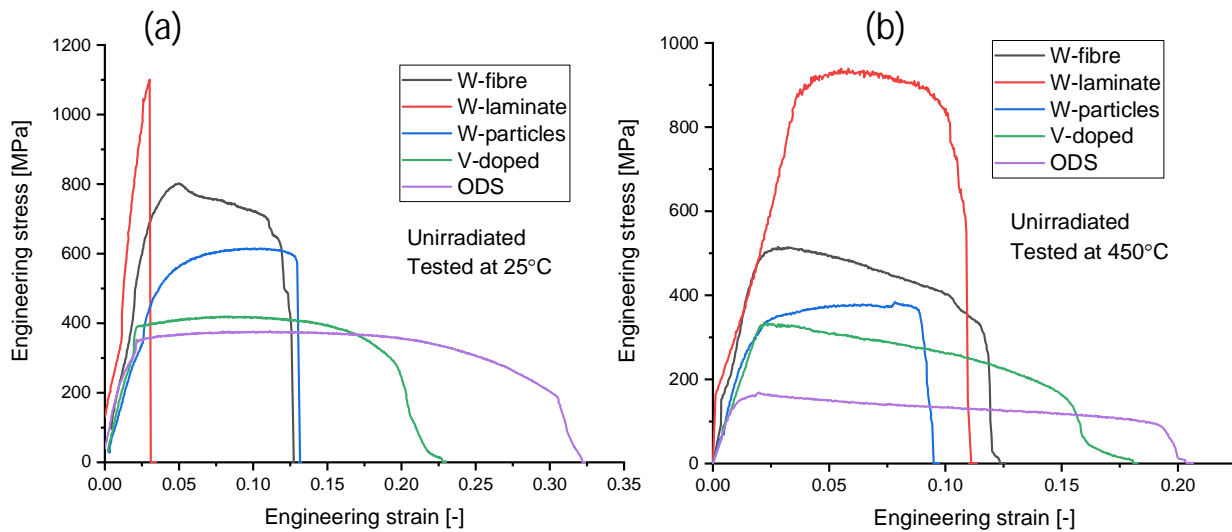 (a)
1200
1000
800
600
400
200
0
0.00 0.05 0.10 0.15 0.20 0.25 0.30 0.35
Engineering stress [MPa]
Engineering strain [-]
W-fibre
W-laminate
W-particles
V-doped
ODS
Unirradiated
Tested at 25°C
(b)
1000
800
600
400
200
0
0.00 0.05 0.10 0.15 0.20
Engineering stress [MPa]
Engineering strain [-]
W-fibre
W-laminate
W-particles
V-doped
ODS
Unirradiated
Tested at 450°C